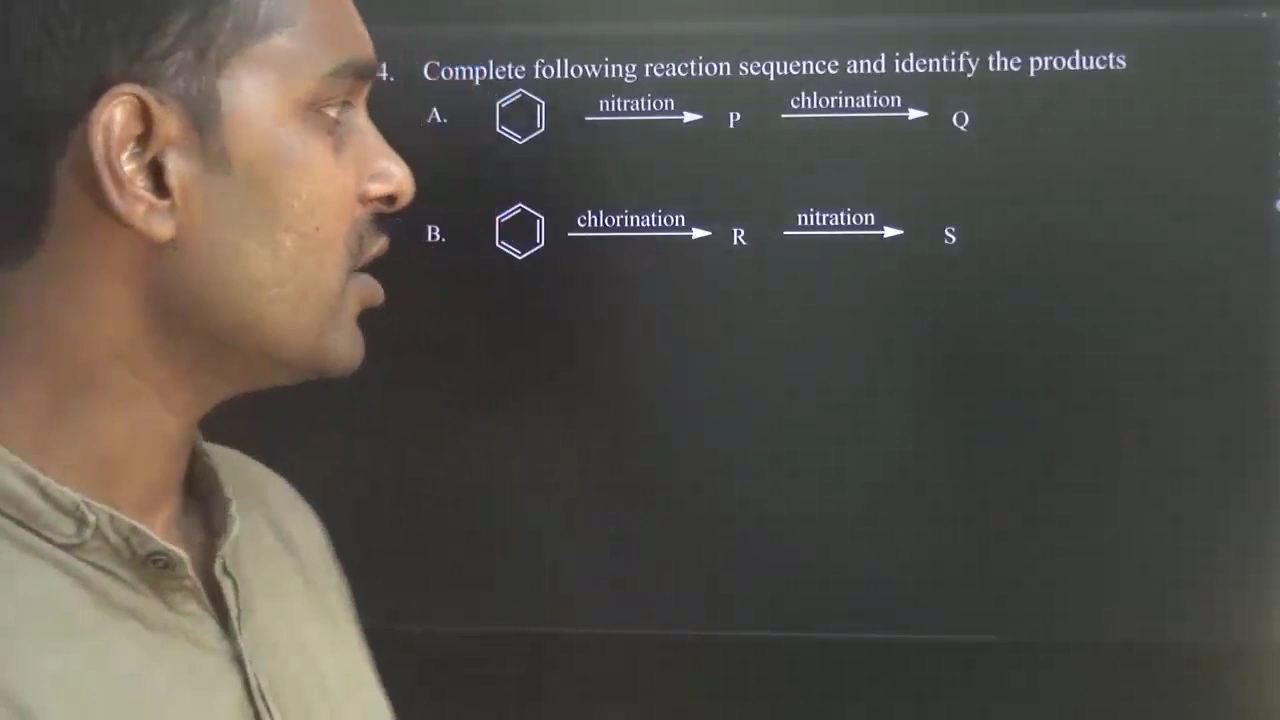 4. Complete following reaction sequence and identify the products
A. nitration P chlorination Q
B. chlorination R nitration S